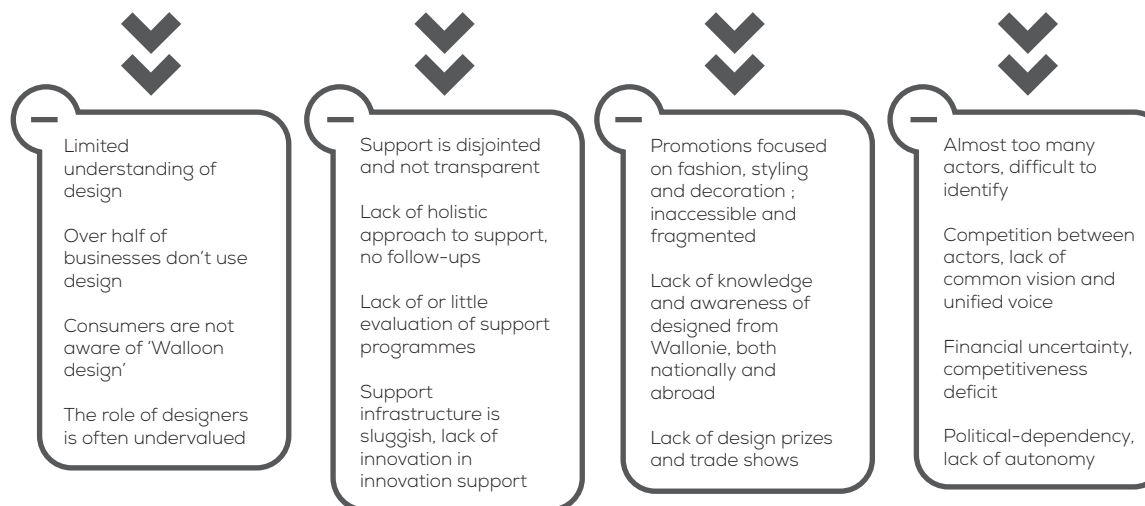 Limited
understanding of
design
Over half of
businesses don't use
design
Consumers are not
aware of 'Walloon
design'
The role of designers
is often undervalued
Support is disjointed
and not transparent
Lack of holistic
approach to support,
no follow-ups
Lack of or little
evaluation of support
programmes
Support
infrastructure is
sluggish, lack of
innovation in
innovation support
Promotions focused
on fashion, styling
and decoration ;
inaccessible and
fragmented
Lack of knowledge
and awareness of
designed from
Wallonie, both
nationally and
abroad
Lack of design prizes
and trade shows
Almost too many
actors, difficult to
identify
Competition between
actors, lack of
common vision and
unified voice
Financial uncertainty,
competitiveness
deficit
Political-dependency,
lack of autonomy